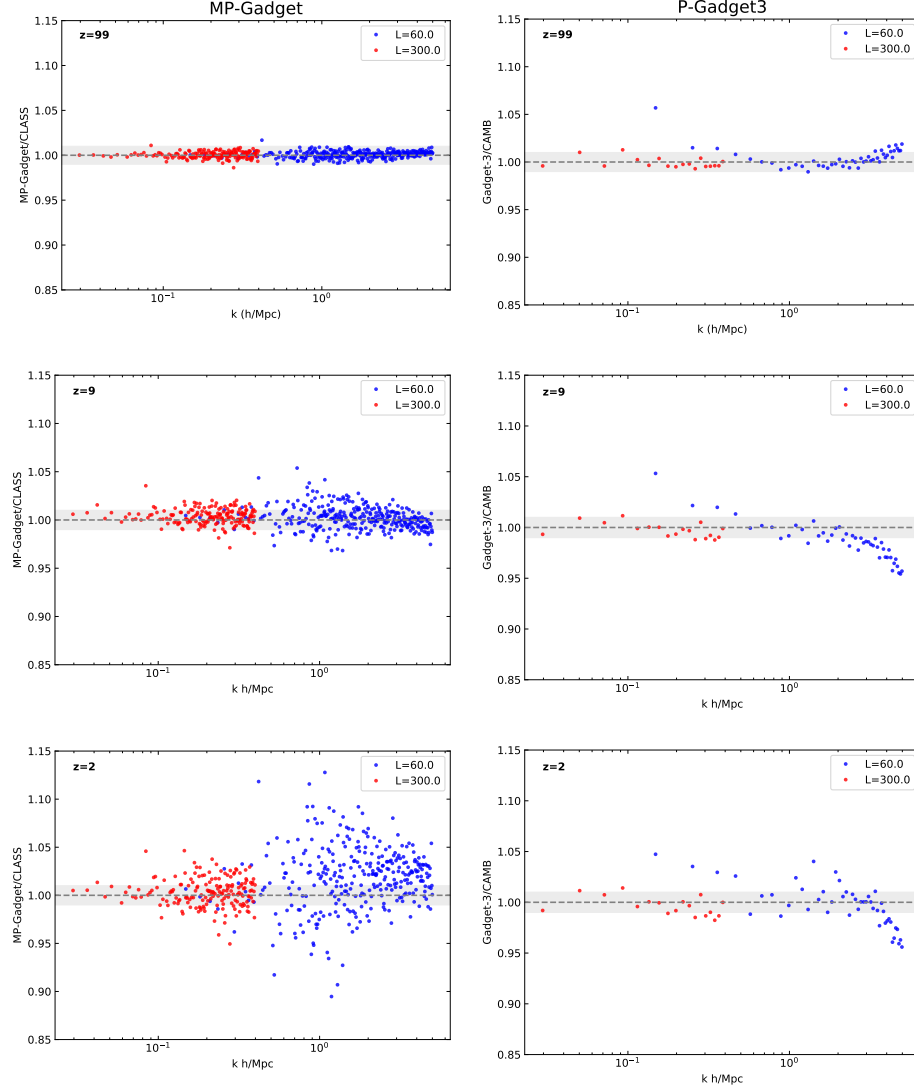 MP-Gadget
P-Gadget3
z=99
L=60.0
L=300.0
1.15
1.10
1.05
1.00
0.95
0.90
0.85
MP-Gadget/CLASS
10⁻¹
10⁰
k (h/Mpc)
z=99
L=60.0
L=300.0
1.15
1.10
1.05
1.00
0.95
0.90
0.85
Gadget-3/CAMB
10⁻¹
10⁰
k (h/Mpc)
z=9
L=60.0
L=300.0
1.15
1.10
1.05
1.00
0.95
0.90
0.85
MP-Gadget/CLASS
10⁻¹
10⁰
k h/Mpc
z=9
L=60.0
L=300.0
1.15
1.10
1.05
1.00
0.95
0.90
0.85
Gadget-3/CAMB
10⁻¹
10⁰
k h/Mpc
z=2
L=60.0
L=300.0
1.15
1.10
1.05
1.00
0.95
0.90
0.85
MP-Gadget/CLASS
10⁻¹
10⁰
k h/Mpc
z=2
L=60.0
L=300.0
1.15
1.10
1.05
1.00
0.95
0.90
0.85
Gadget-3/CAMB
10⁻¹
10⁰
k h/Mpc